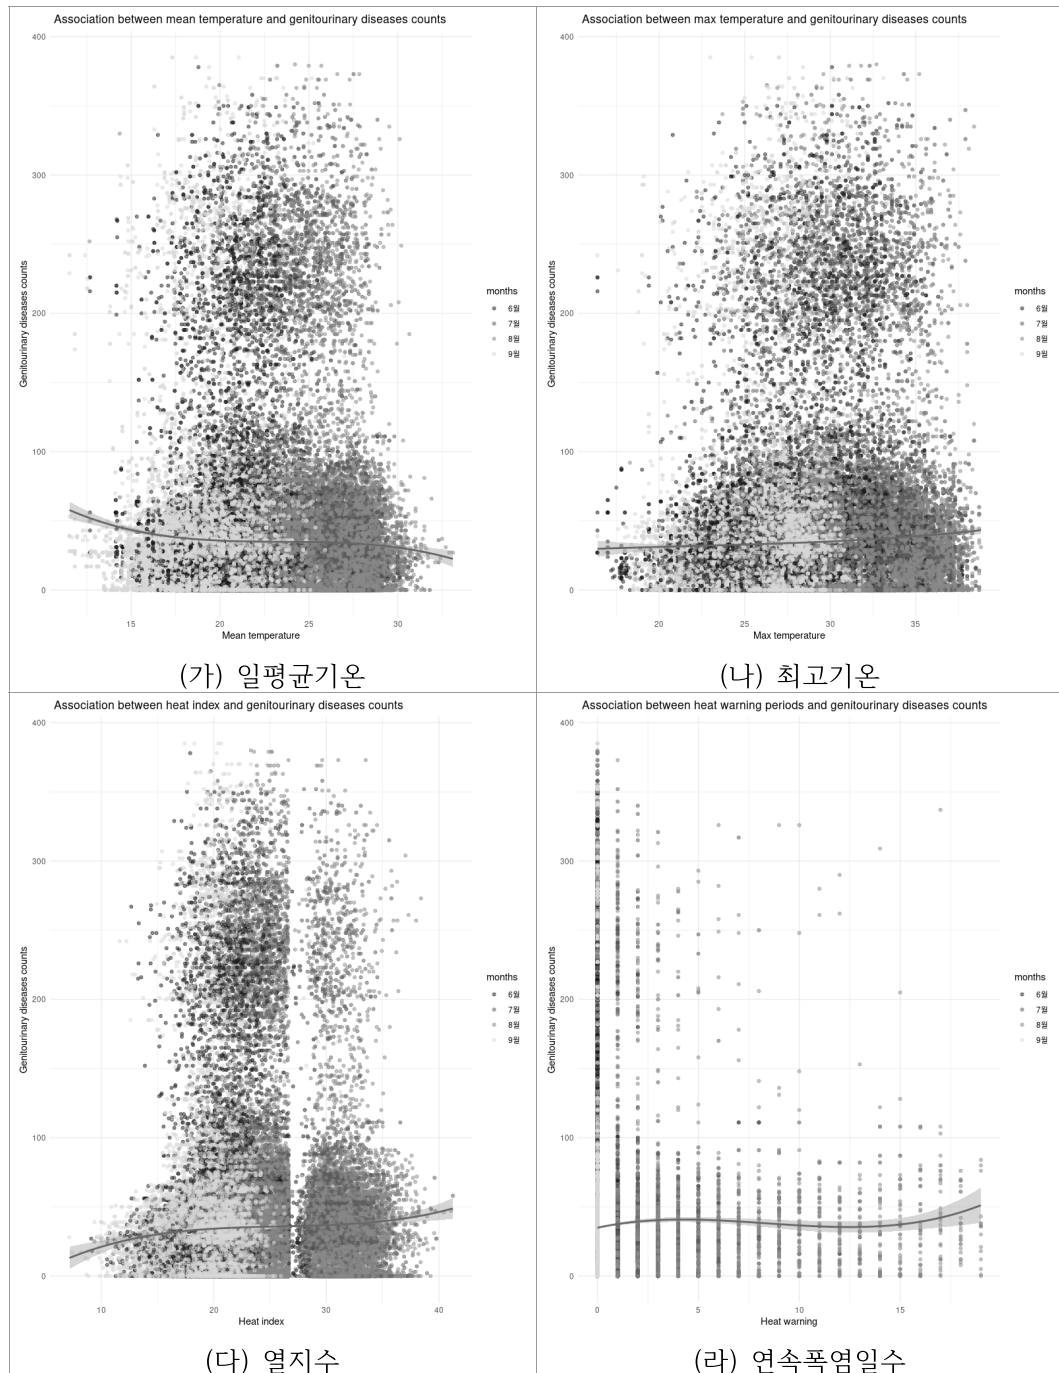 Association between mean temperature and genitourinary diseases counts
400
300
200
100
0
Genitourinary diseases counts
15 20 25 30
Mean temperature
months
6월
7월
8월
9월
(가) 일평균기온
Association between max temperature and genitourinary diseases counts
400
300
200
100
0
Genitourinary diseases counts
20 25 30 35
Max temperature
months
6월
7월
8월
9월
(나) 최고기온
Association between heat index and genitourinary diseases counts
400
300
200
100
0
Genitourinary diseases counts
10 20 30 40
Heat index
months
6월
7월
8월
9월
(다) 열지수
Association between heat warning periods and genitourinary diseases counts
400
300
200
100
0
Genitourinary diseases counts
0 5 10 15
Heat warning
months
6월
7월
8월
9월
(라) 연속폭염일수